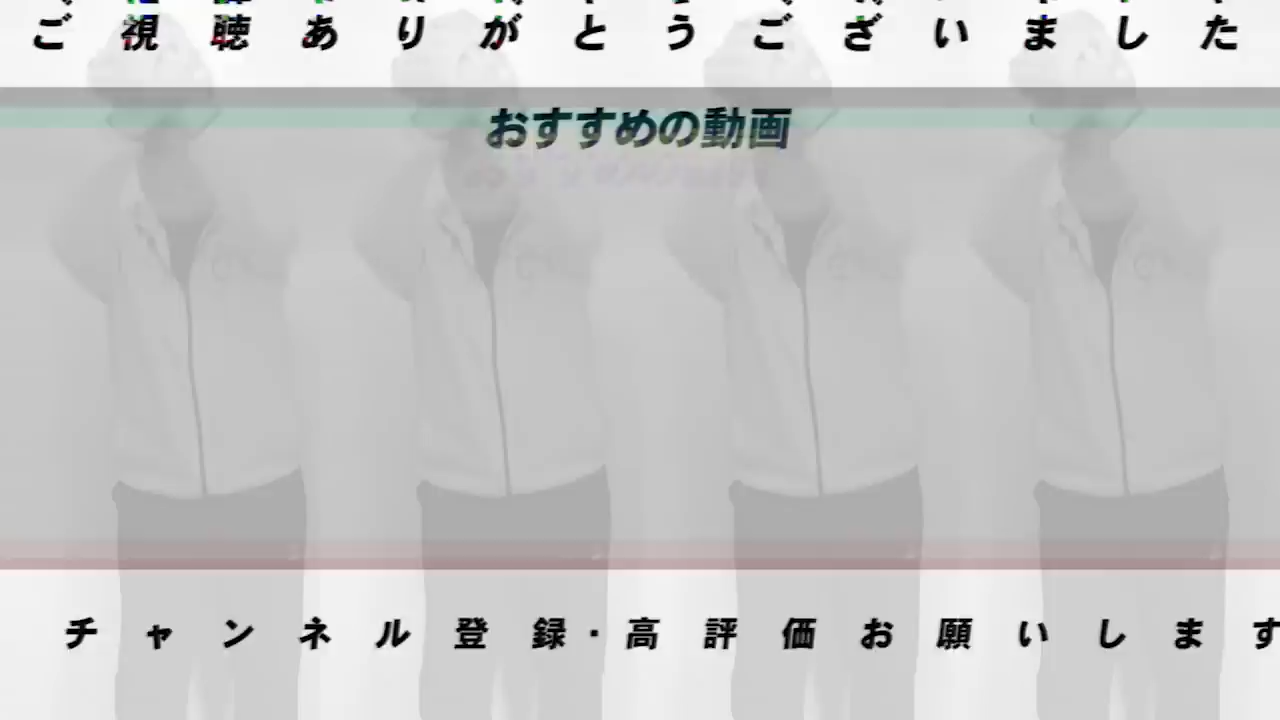 ご視聴ありがとうございました
おすすめの動画
チャンネル登録・高評価お願いします